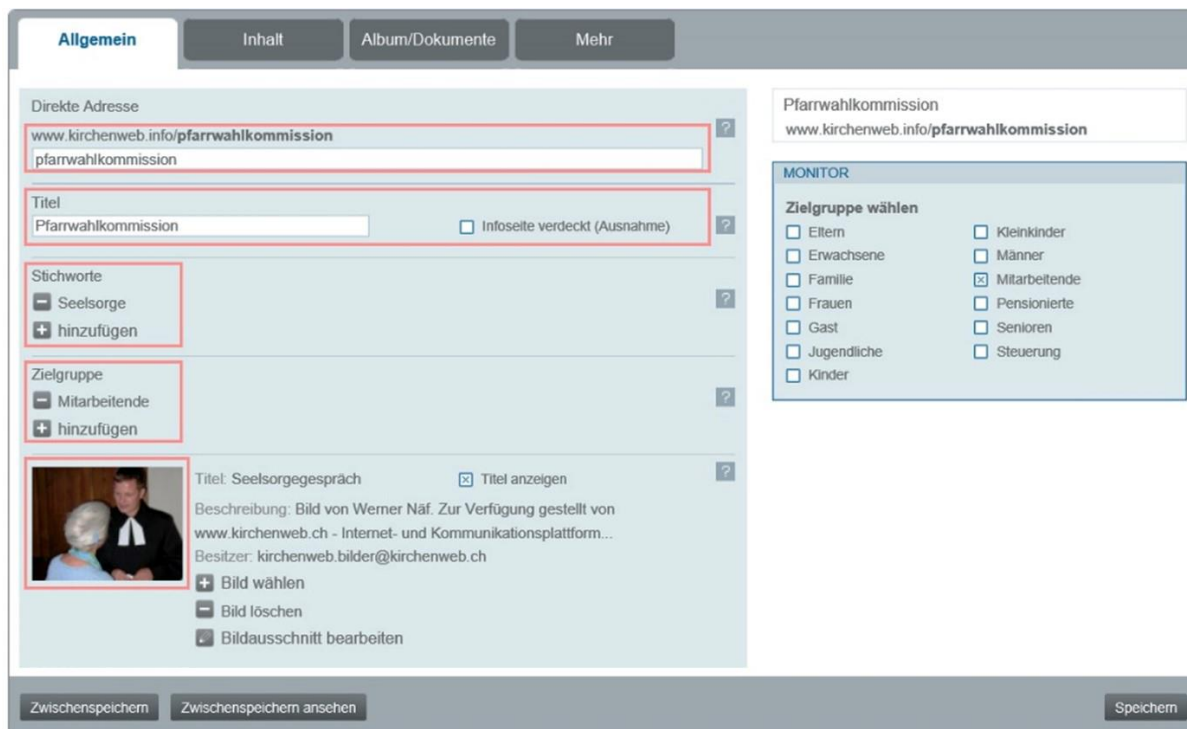 Allgemein
Inhalt
Album/Dokumente
Mehr
Direkte Adresse
www.kirchenweb.info/pfarrwahlkommission
?
pfarrwahlkommission
Titel
Pfarrwahlkommission
Infoseite verdeckt (Ausnahme)
?
Stichworte
Seelsorge
?
hinzufügen
Zielgruppe
Mitarbeitende
?
hinzufügen
Titel: Seelsorgegespräch
Titel anzeigen
?
Beschreibung: Bild von Werner Näf. Zur Verfügung gestellt von
www.kirchenweb.ch - Internet- und Kommunikationsplattform...
Besitzer: kirchenweb.bilder@kirchenweb.ch
Bild wählen
Bild löschen
Bildausschnitt bearbeiten
Pfarrwahlkommission
www.kirchenweb.info/pfarrwahlkommission
MONITOR
Zielgruppe wählen
Eltern
Erwachsene
Familie
Frauen
Gast
Jugendliche
Kinder
Kleinkinder
Männer
Mitarbeitende
Pensionierte
Senioren
Steuerung
Zwischenspeichern
Zwischenspeichern ansehen
Speichern